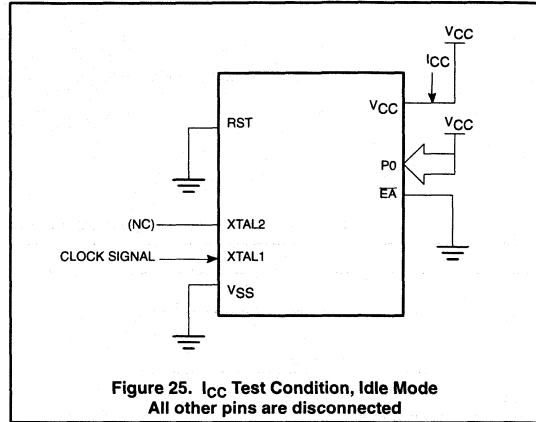 VCC
ICC
VCC
RST
VCC
P0
EA
(NC)
XTAL2
CLOCK SIGNAL
XTAL1
VSS
Figure 25. ICC Test Condition, Idle Mode
All other pins are disconnected